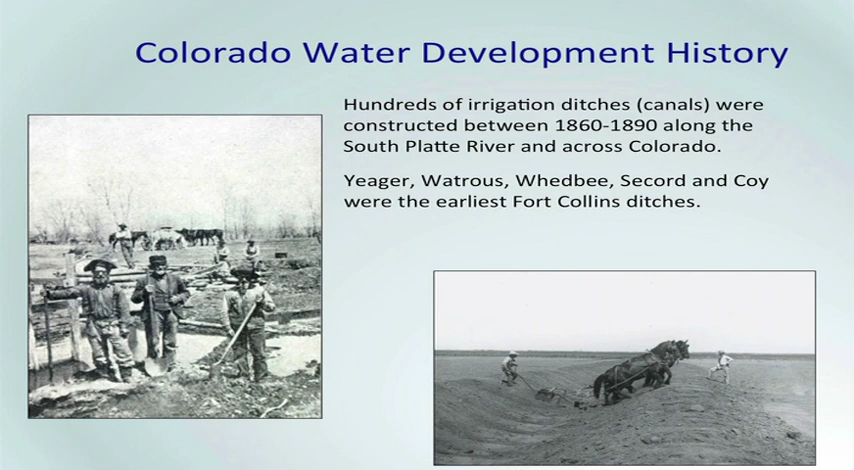 Colorado Water Development History
Hundreds of irrigation ditches (canals) were
constructed between 1860-1890 along the
South Platte River and across Colorado.
Yeager, Watrous, Whedbee, Secord and Coy
were the earliest Fort Collins ditches.